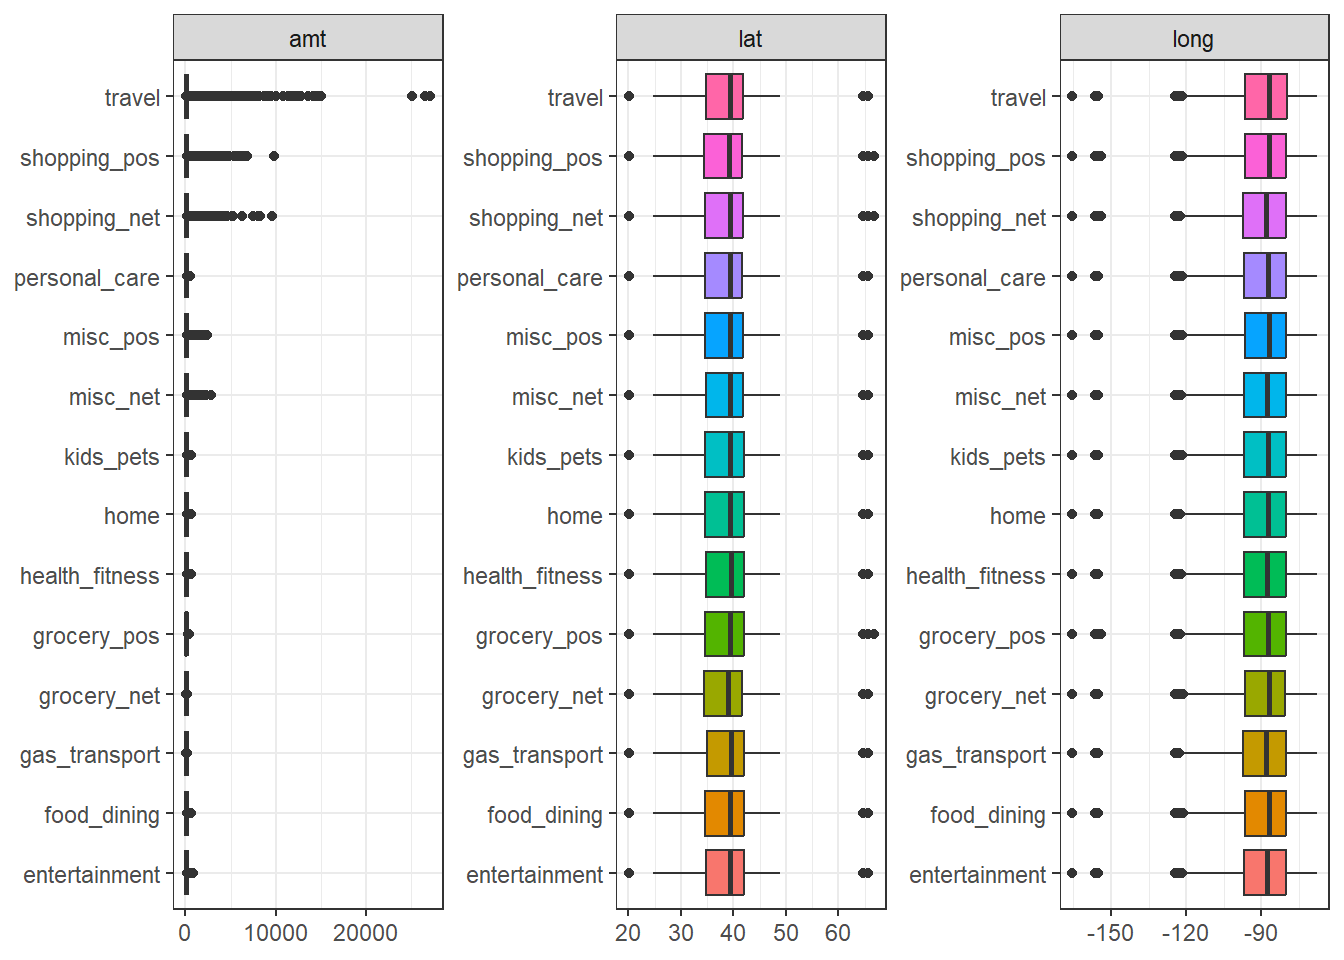 amt
lat
long
travel
shopping_pos
shopping_net
personal_care
misc_pos
misc_net
kids_pets
home
health_fitness
grocery_pos
grocery_net
gas_transport
food_dining
entertainment
0 10000 20000
travel
shopping_pos
shopping_net
personal_care
misc_pos
misc_net
kids_pets
home
health_fitness
grocery_pos
grocery_net
gas_transport
food_dining
entertainment
20 30 40 50 60
travel
shopping_pos
shopping_net
personal_care
misc_pos
misc_net
kids_pets
home
health_fitness
grocery_pos
grocery_net
gas_transport
food_dining
entertainment
-150 -120 -90